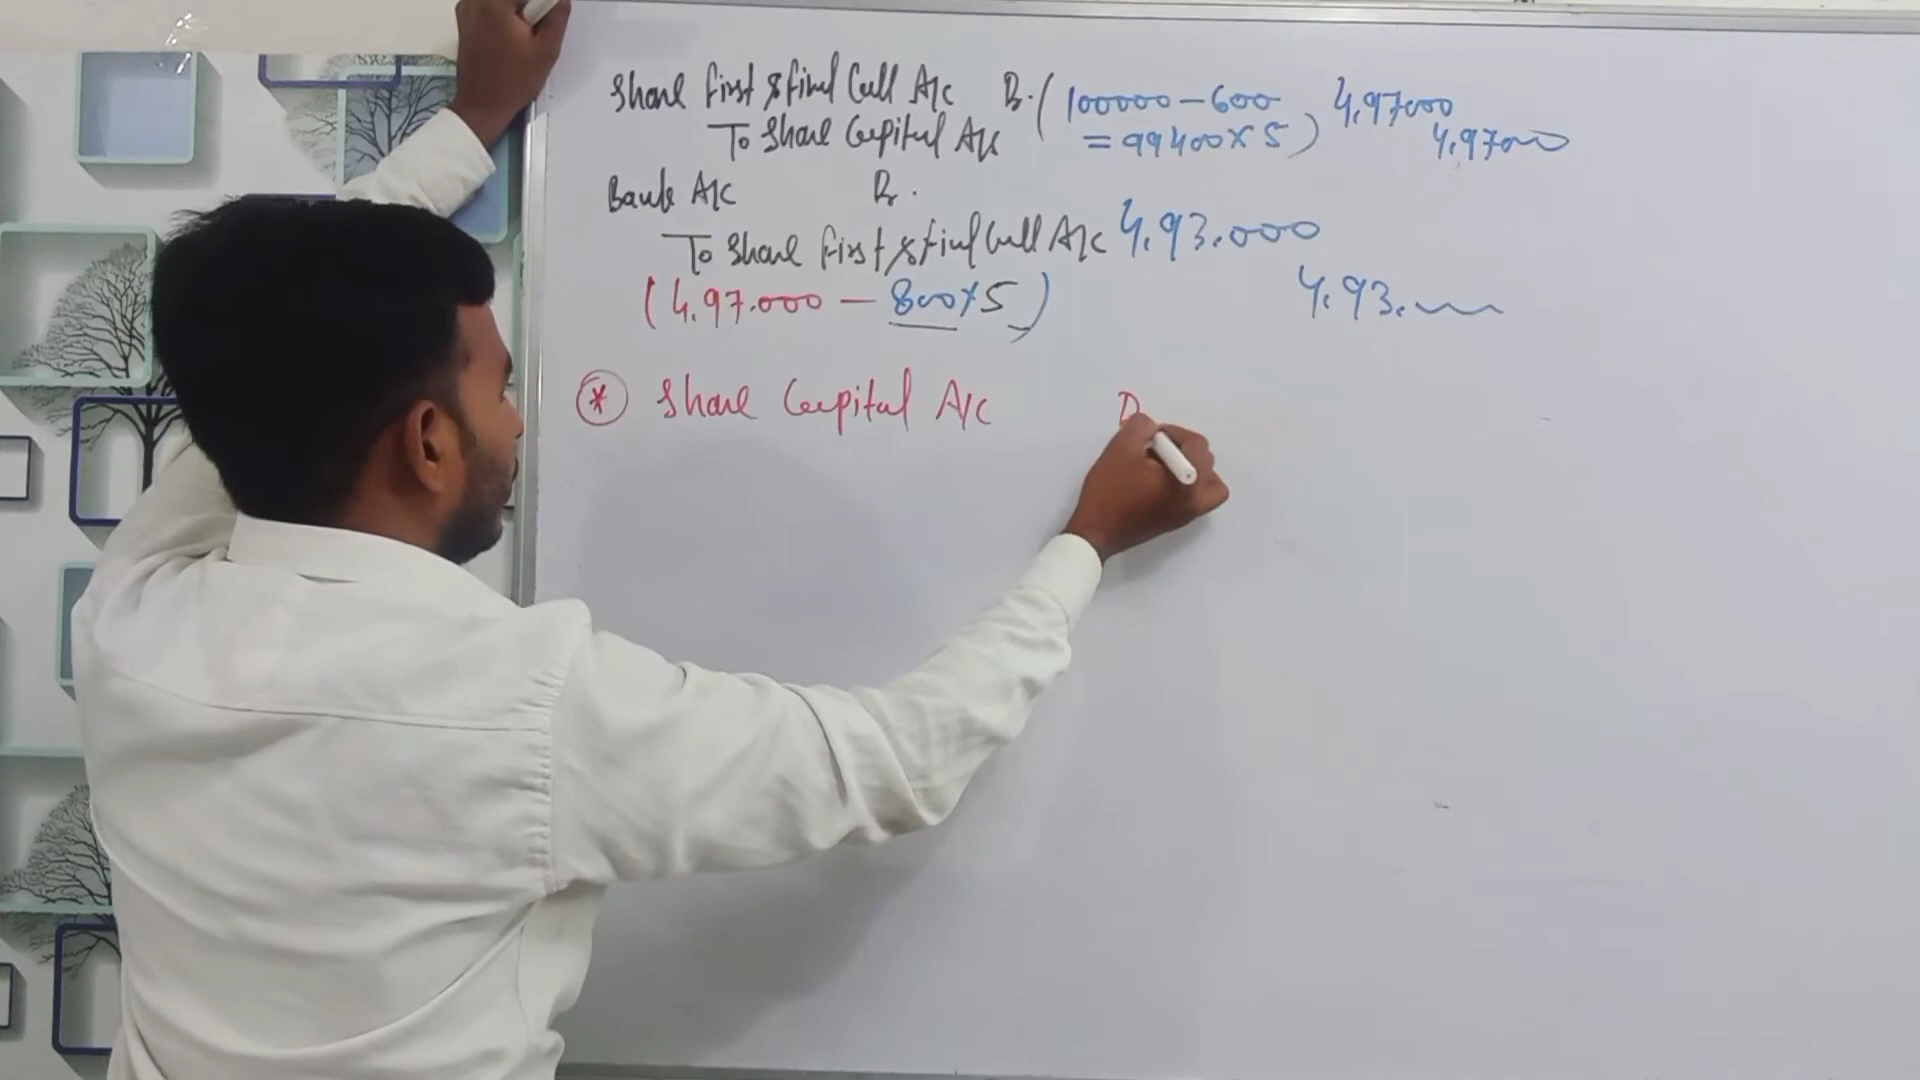 Share first & final Call A/c Dr. (100000-600 4,97000
To Share Capital A/c = 99400×5) 4,97000
Bank A/c Dr.
To Share first & final Call A/c 4,93,000
(4,97,000 - 800×5) 4,93,
* Share Capital A/c D